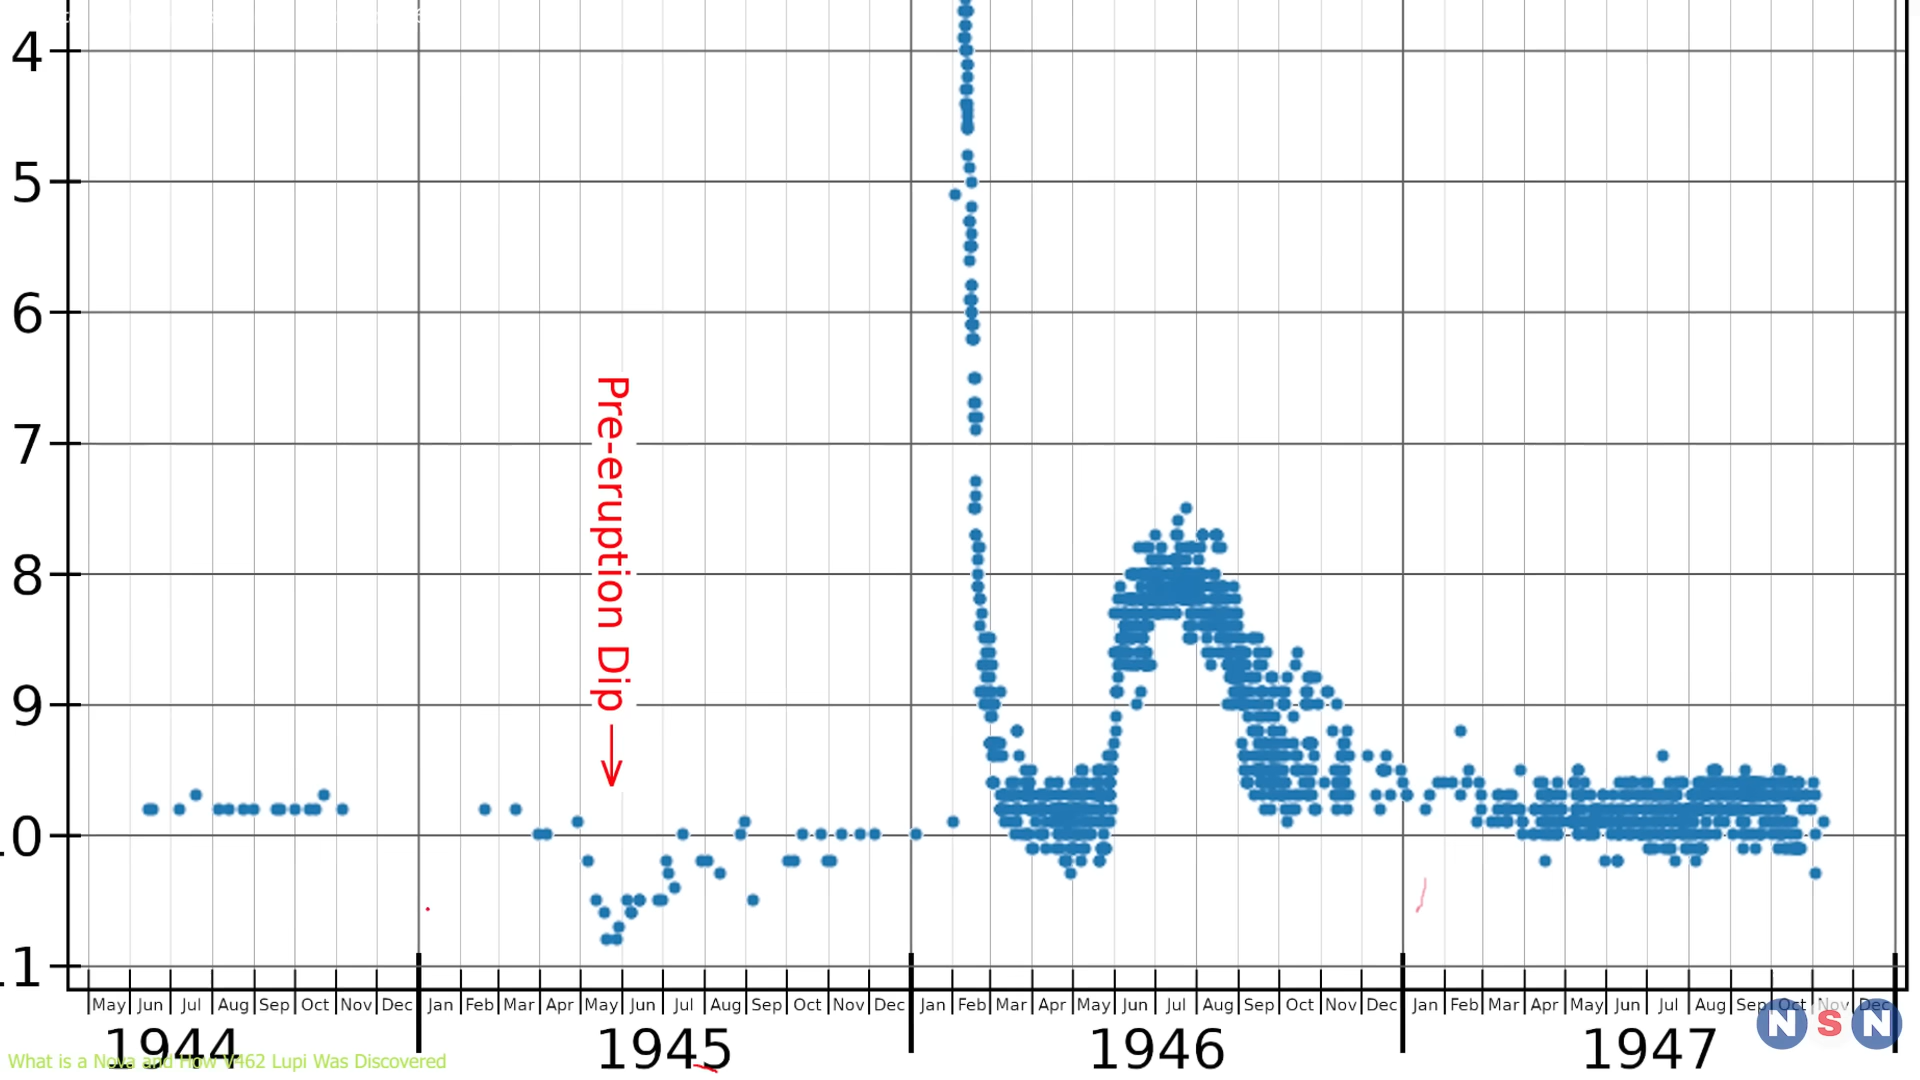 4
5
6
7
8
9
10
11
Pre-eruption Dip
May Jun Jul Aug Sep Oct Nov Dec Jan Feb Mar Apr May Jun Jul Aug Sep Oct Nov Dec Jan Feb Mar Apr May Jun Jul Aug Sep Oct Nov Dec Jan Feb Mar Apr May Jun Jul Aug Sep Oct Nov Dec
1944 1945 1946 1947
N S N
What is a Nova and How V462 Lupi Was Discovered